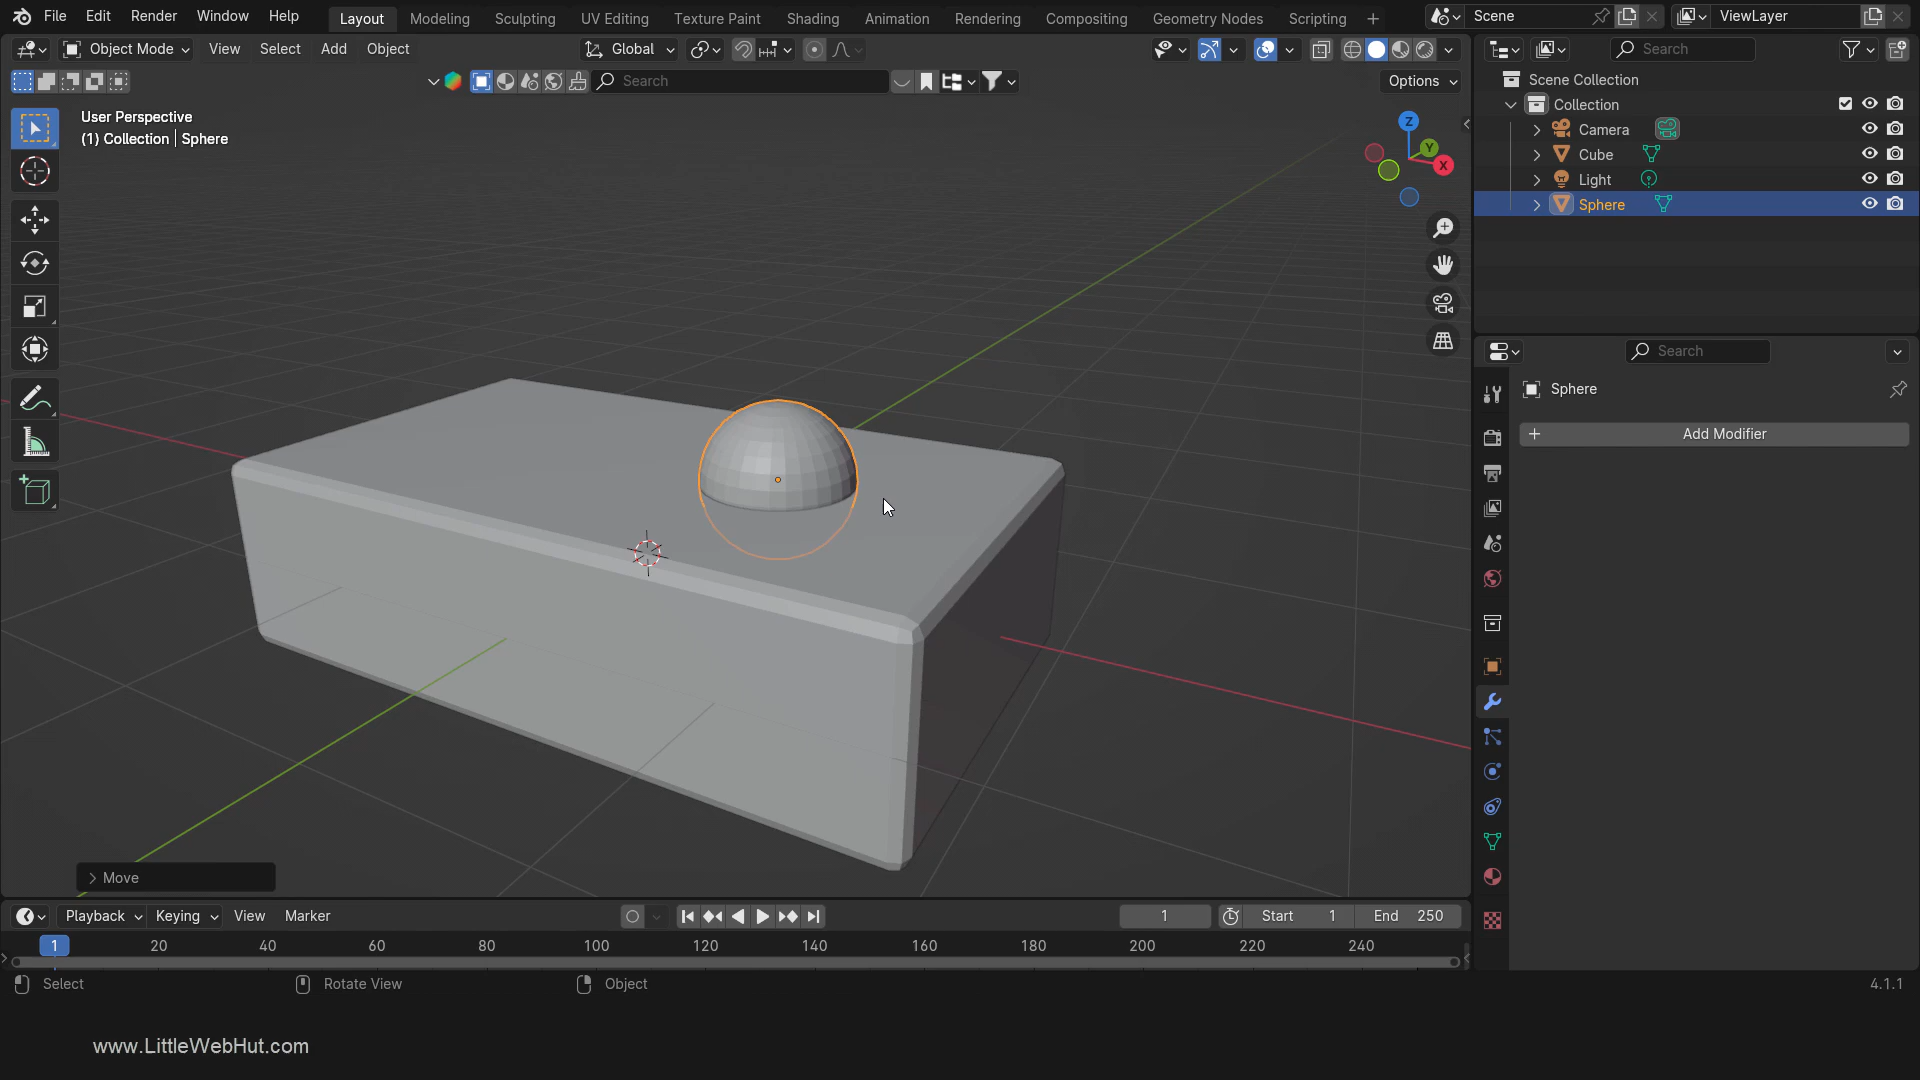 File Edit Render Window Help Layout Modeling Sculpting UV Editing Texture Paint Shading Animation Rendering Compositing Geometry Nodes Scripting + Scene ViewLayer
Object Mode View Select Add Object Global Search
Search Options
User Perspective
(1) Collection | Sphere
Z
Y
X
Scene Collection
Collection
Camera
Cube
Light
Sphere
Search
Sphere
+ Add Modifier
Move
Playback Keying View Marker 1 Start 1 End 250
1 20 40 60 80 100 120 140 160 180 200 220 240
Select Rotate View Object 4.1.1
www.LittleWebHut.com